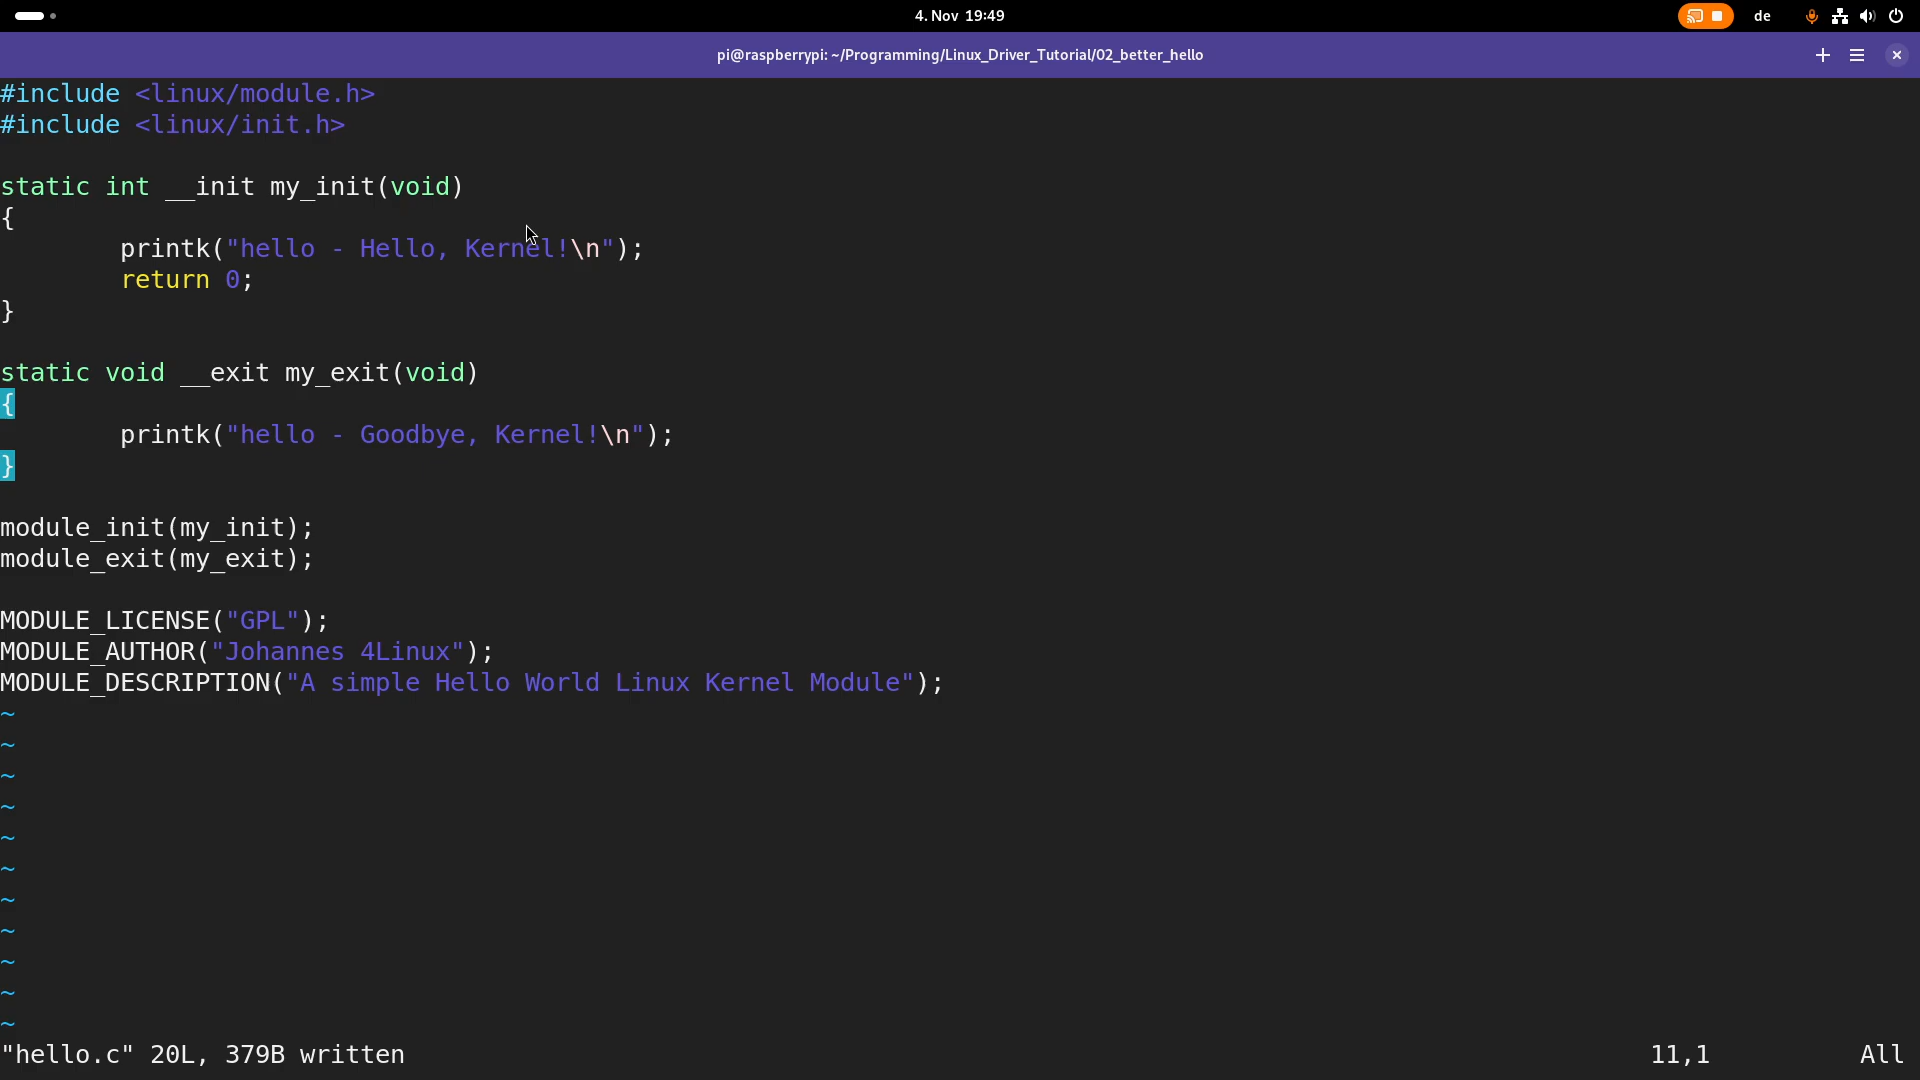 4. Nov 19:49
de
pi@raspberrypi: ~/Programming/Linux_Driver_Tutorial/02_better_hello
#include <linux/module.h>
#include <linux/init.h>
static int __init my_init(void)
{
        printk("hello - Hello, Kernel!\n");
        return 0;
}
static void __exit my_exit(void)
{
        printk("hello - Goodbye, Kernel!\n");
}
module_init(my_init);
module_exit(my_exit);
MODULE_LICENSE("GPL");
MODULE_AUTHOR("Johannes 4Linux");
MODULE_DESCRIPTION("A simple Hello World Linux Kernel Module");
~
~
~
~
~
~
~
~
~
~
~
"hello.c" 20L, 379B written 11,1 All